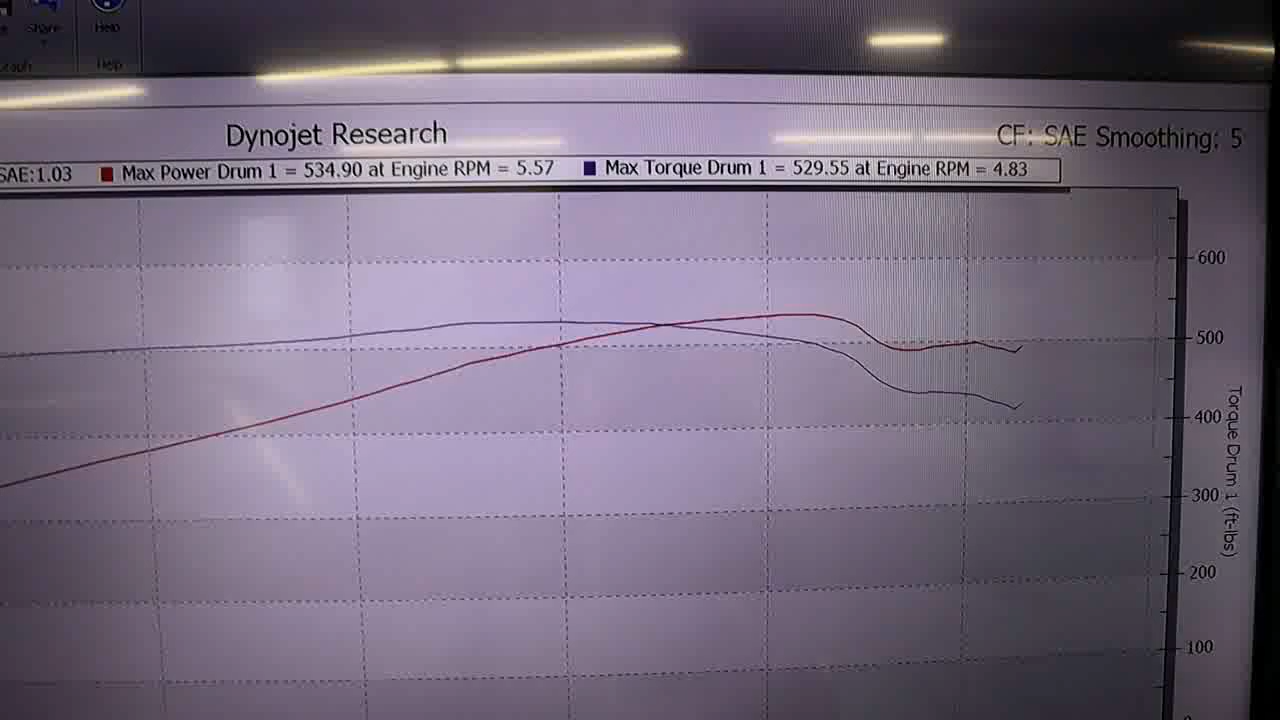 Share Help
Help
Dynojet Research
CF: SAE Smoothing: 5
SAE:1.03 Max Power Drum 1 = 534.90 at Engine RPM = 5.57 Max Torque Drum 1 = 529.55 at Engine RPM = 4.83
600
500
400
300
200
100
Torque Drum 1 (ft-lbs)